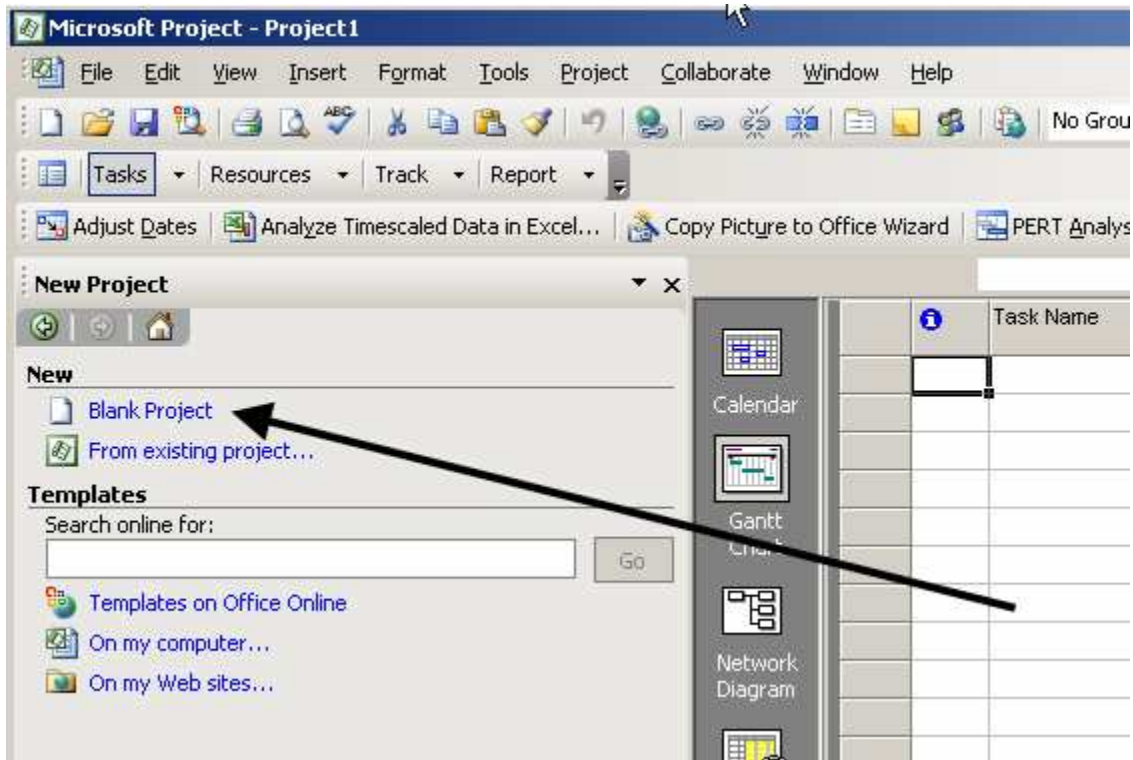 Microsoft Project - Project1
File Edit View Insert Format Tools Project Collaborate Window Help
ABC No Grou
Tasks Resources Track Report
Adjust Dates Analyze Timescaled Data in Excel... Copy Picture to Office Wizard PERT Analys
New Project
Task Name
New
Blank Project
Calendar
From existing project...
Templates
Search online for:
Gantt
Chart
Go
Templates on Office Online
On my computer...
Network
On my Web sites...
Diagram